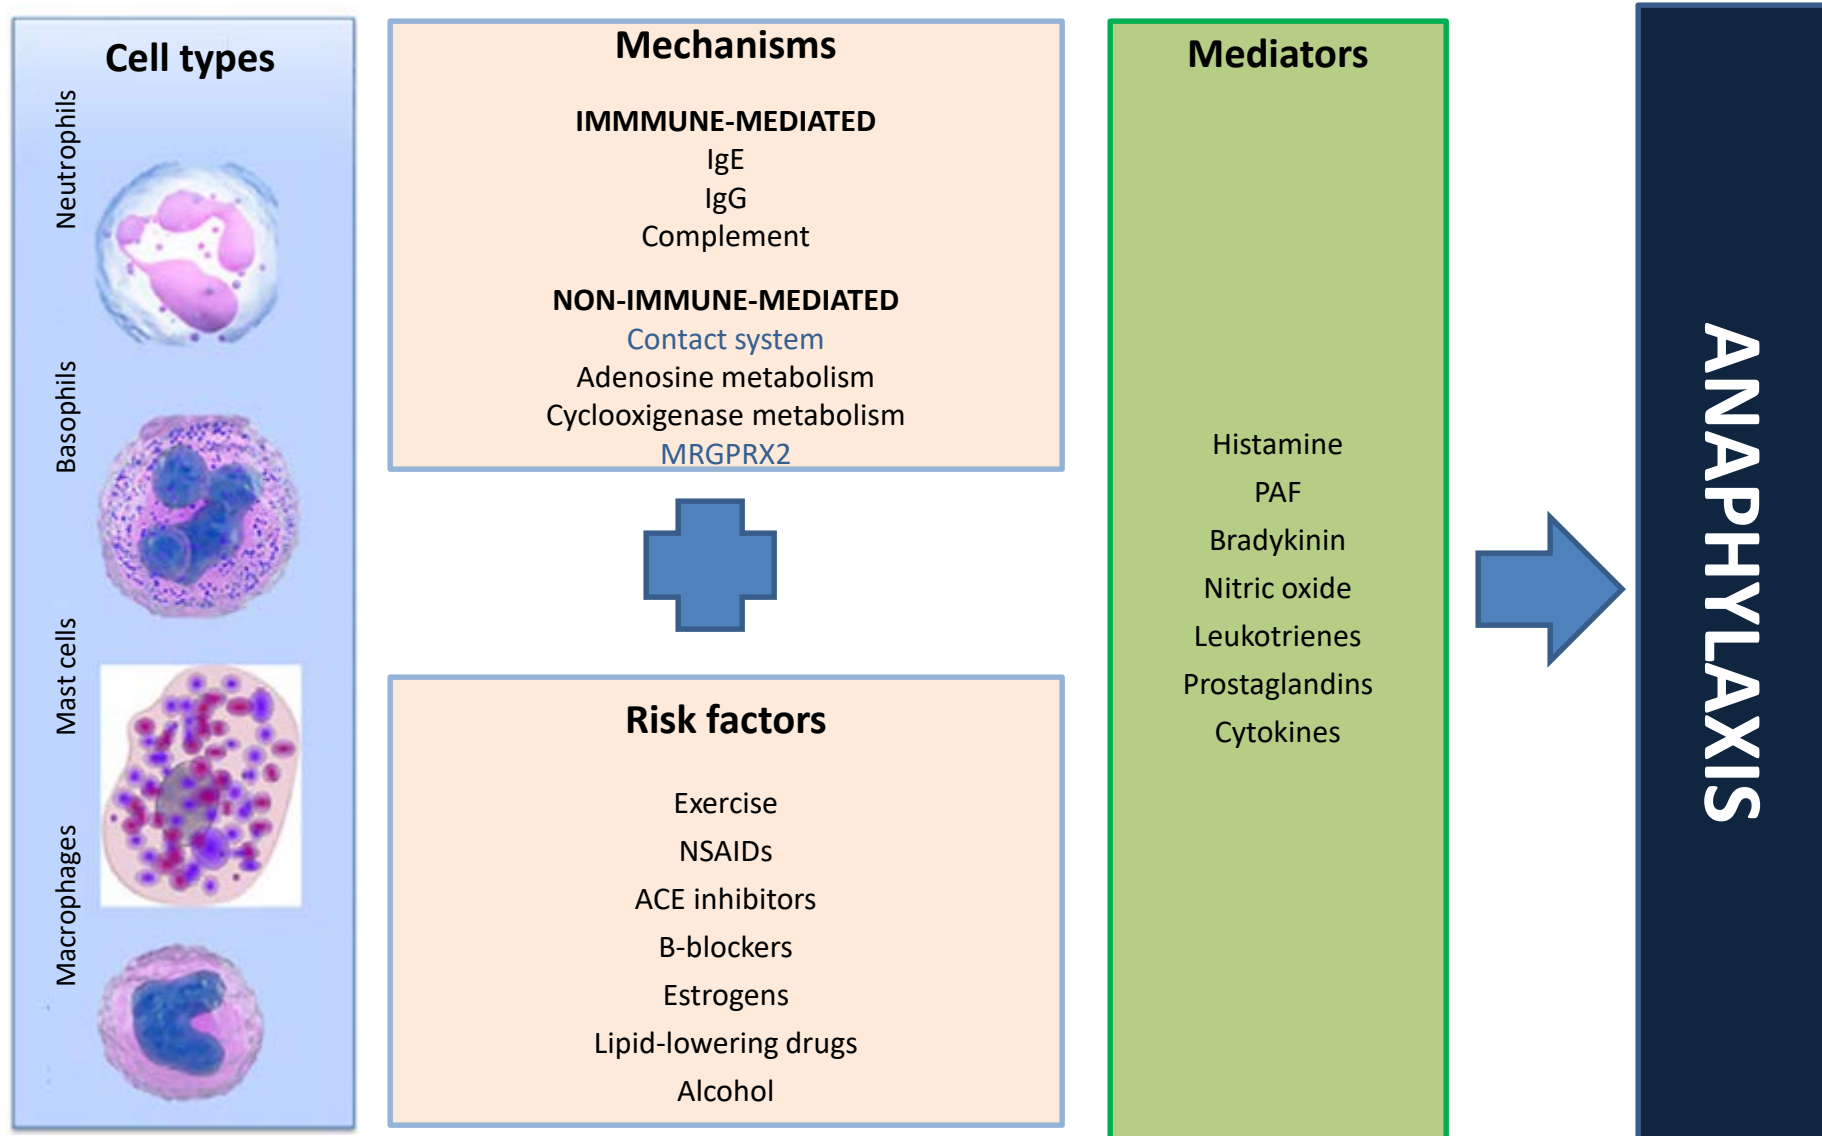 Cell types
Neutrophils
Basophils
Mast cells
Macrophages
Mechanisms
IMMMUNE-MEDIATED
IgE
IgG
Complement
NON-IMMUNE-MEDIATED
Contact system
Adenosine metabolism
Cyclooxigenase metabolism
MRGPRX2
Risk factors
Exercise
NSAIDs
ACE inhibitors
B-blockers
Estrogens
Lipid-lowering drugs
Alcohol
Mediators
Histamine
PAF
Bradykinin
Nitric oxide
Leukotrienes
Prostaglandins
Cytokines
ANAPHYLAXIS